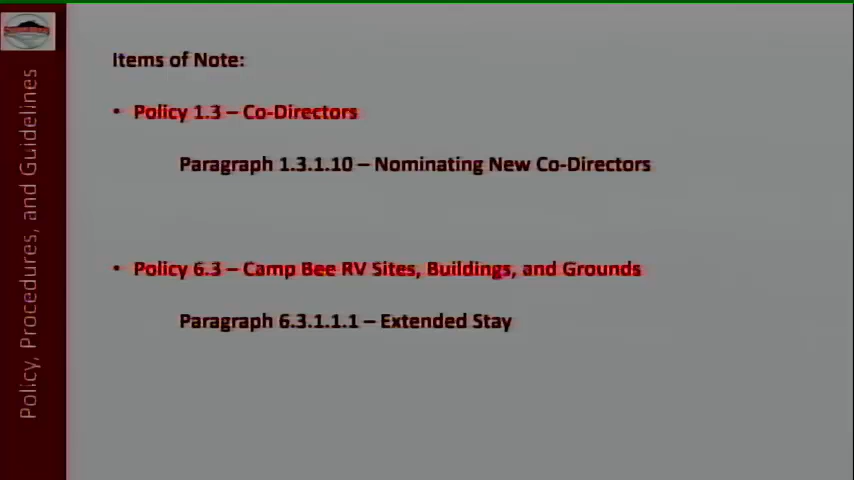 Policy, Procedures, and Guidelines
Items of Note:
• Policy 1.3 – Co-Directors
Paragraph 1.3.1.10 – Nominating New Co-Directors
• Policy 6.3 – Camp Bee RV Sites, Buildings, and Grounds
Paragraph 6.3.1.1.1 – Extended Stay